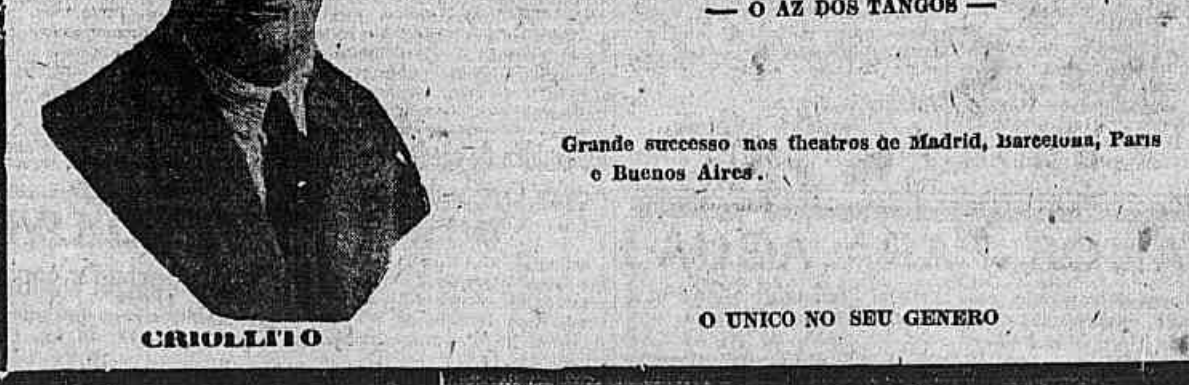 — O AZ DOS TANGOS —
Grande successo nos theatros de Madrid, Barcelona, Paris
e Buenos Aires.
O UNICO NO SEU GENERO
CRIOLLITO